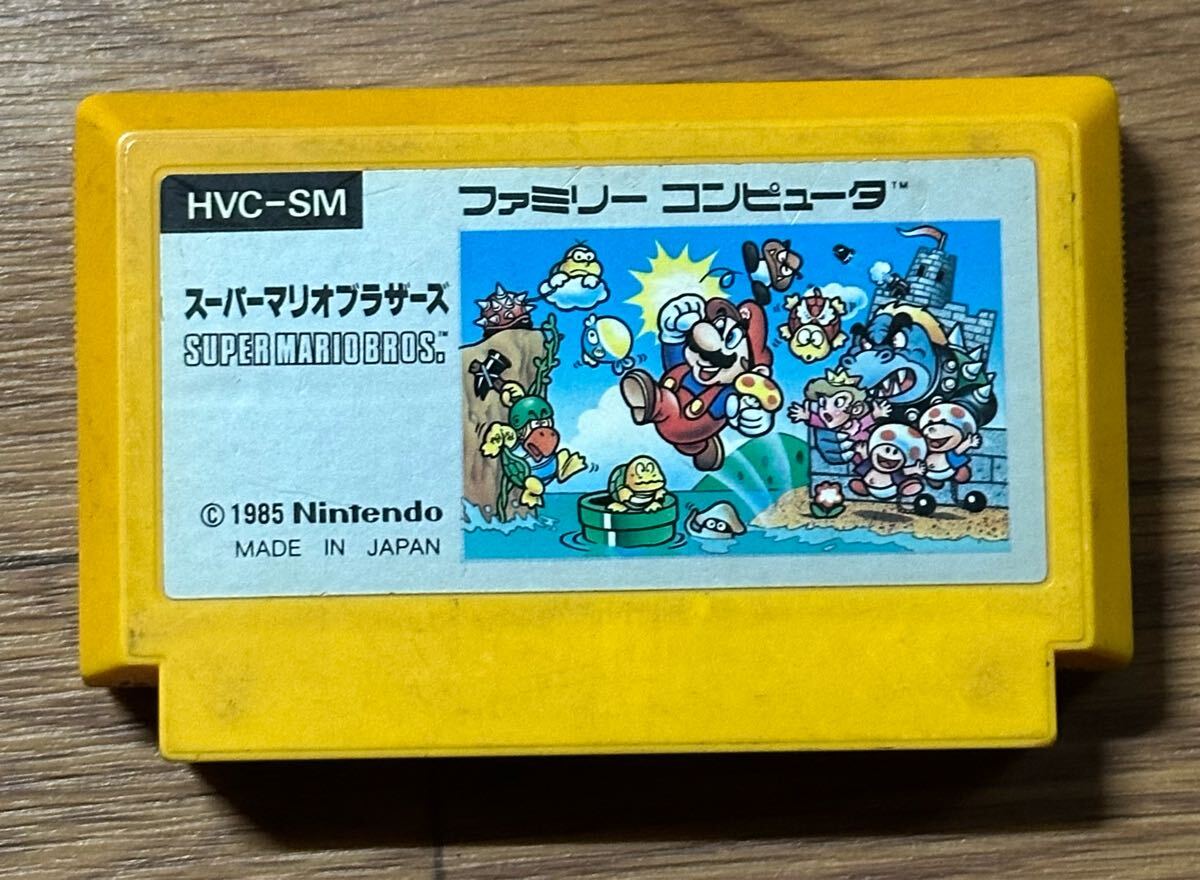 HVC-SM
ファミリー コンピュータ™
スーパーマリオブラザーズ
SUPER MARIO BROS.™
© 1985 Nintendo
MADE IN JAPAN